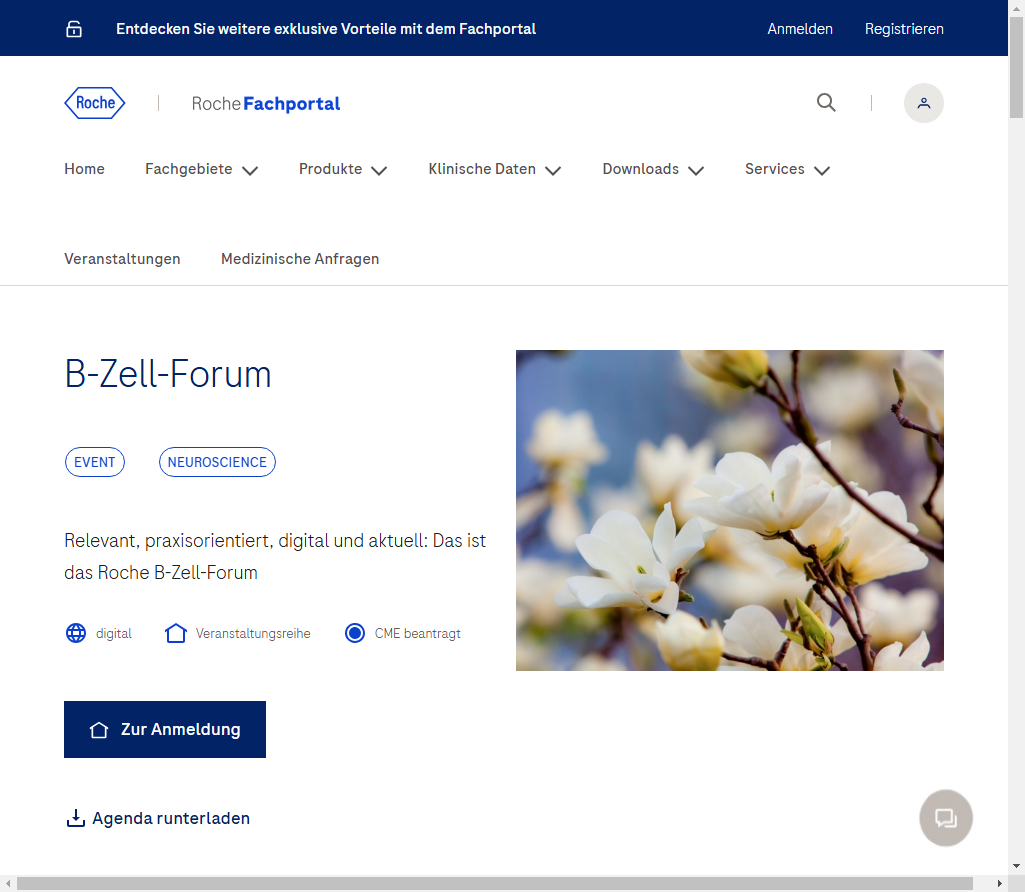 Entdecken Sie weitere exklusive Vorteile mit dem Fachportal
Anmelden
Registrieren
Roche
Roche Fachportal
Home
Fachgebiete
Produkte
Klinische Daten
Downloads
Services
Veranstaltungen
Medizinische Anfragen
B-Zell-Forum
EVENT
NEUROSCIENCE
Relevant, praxisorientiert, digital und aktuell: Das ist
das Roche B-Zell-Forum
digital
Veranstaltungsreihe
CME beantragt
Zur Anmeldung
Agenda runterladen